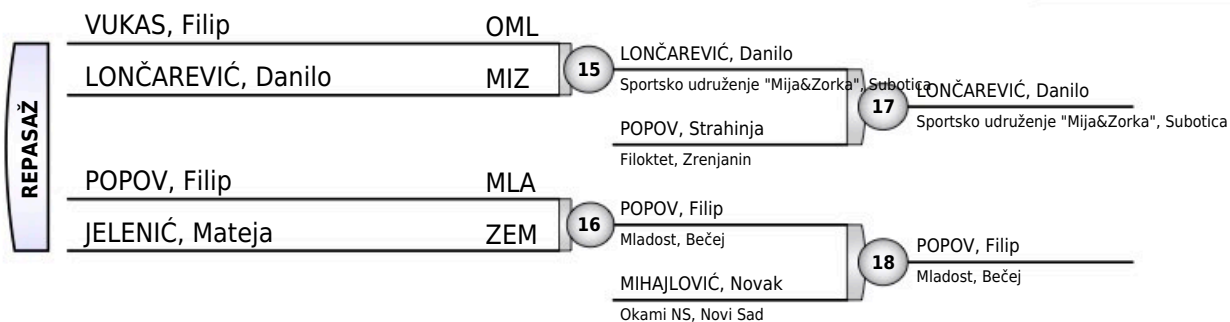 REPASAŽ
VUKAS, Filip OML
LONČAREVIĆ, Danilo MIZ
POPOV, Filip MLA
JELENIĆ, Mateja ZEM
15
LONČAREVIĆ, Danilo
Sportsko udruženje "Mija&Zorka", Subotica
POPOV, Strahinja
Filoktet, Zrenjanin
16
POPOV, Filip
Mladost, Bečej
MIHAJLOVIĆ, Novak
Okami NS, Novi Sad
17
LONČAREVIĆ, Danilo
Sportsko udruženje "Mija&Zorka", Subotica
18
POPOV, Filip
Mladost, Bečej